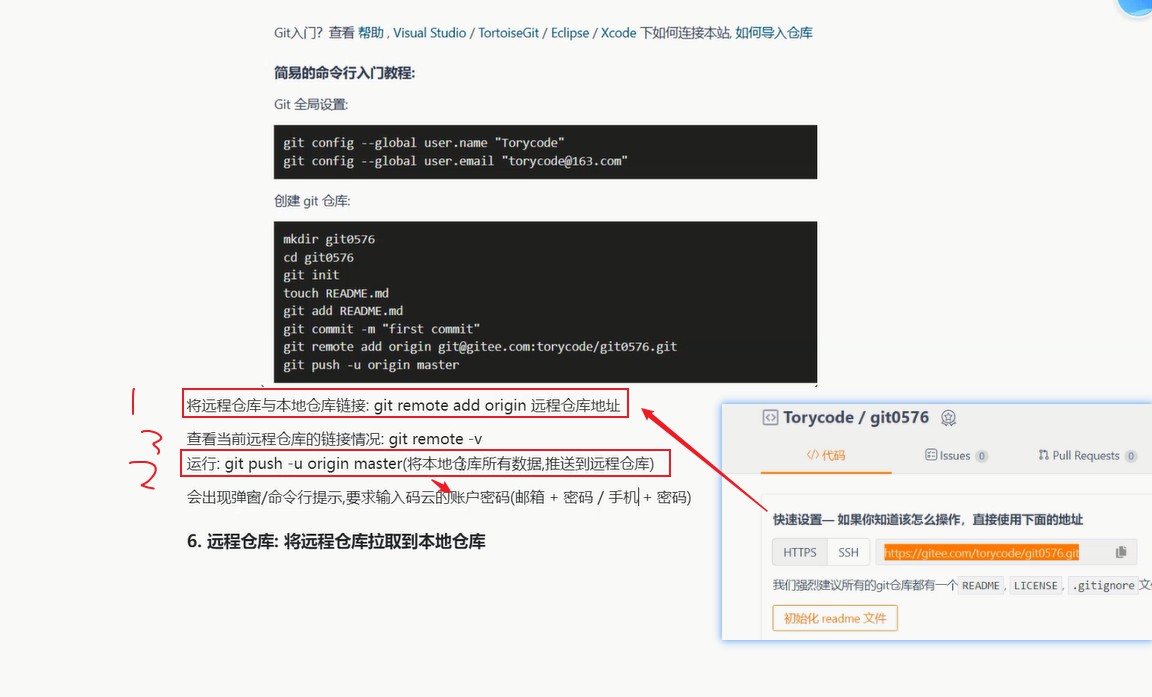 Git入门？查看 帮助 , Visual Studio / TortoiseGit / Eclipse / Xcode 下如何连接本站, 如何导入仓库
简易的命令行入门教程:
Git 全局设置:
git config --global user.name "Torycode"
git config --global user.email "torycode@163.com"
创建 git 仓库:
mkdir git0576
cd git0576
git init
touch README.md
git add README.md
git commit -m "first commit"
git remote add origin git@gitee.com:torycode/git0576.git
git push -u origin master
1
将远程仓库与本地仓库链接: git remote add origin 远程仓库地址
3
查看当前远程仓库的链接情况: git remote -v
2
运行: git push -u origin master(将本地仓库所有数据,推送到远程仓库)
会出现弹窗/命令行提示,要求输入码云的账户密码(邮箱 + 密码 / 手机 + 密码)
6. 远程仓库: 将远程仓库拉取到本地仓库
Torycode / git0576
代码 Issues 0 Pull Requests 0
快速设置— 如果你知道该怎么操作，直接使用下面的地址
HTTPS SSH https://gitee.com/torycode/git0576.git
我们强烈建议所有的git仓库都有一个 README , LICENSE , .gitignore 文
初始化 readme 文件